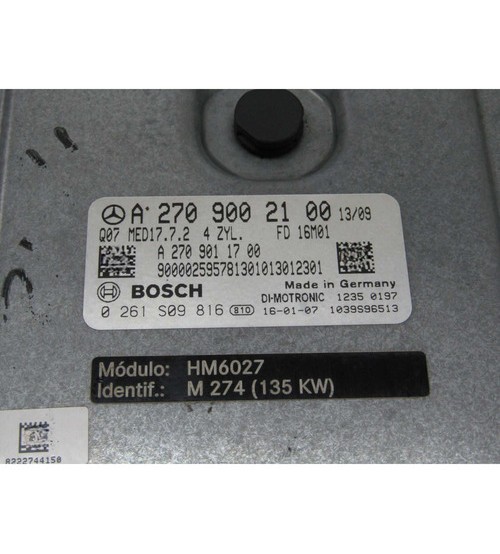 A 270 900 21 00 13/09
Q07 MED17.7.2 4 ZYL. FD 16M01
A 270 901 17 00
900002595781301013012301
Made in Germany
BOSCH DI-MOTRONIC 1235 0197
0 261 S09 816 B10 16-01-07 1039S96513
Módulo: HM6027
Identif.: M 274 (135 KW)
8222744158